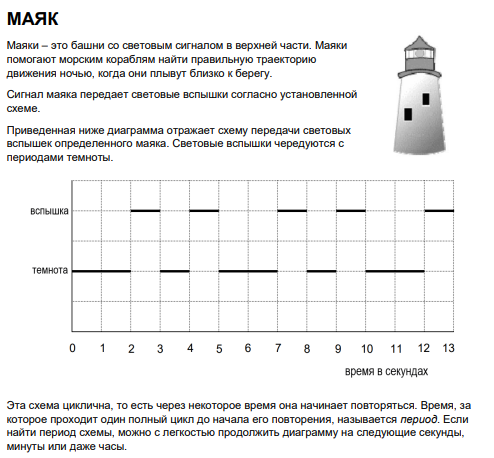 МАЯК
Маяки – это башни со световым сигналом в верхней части. Маяки
помогают морским кораблям найти правильную траекторию
движения ночью, когда они плывут близко к берегу.
Сигнал маяка передает световые вспышки согласно установленной
схеме.
Приведенная ниже диаграмма отражает схему передачи световых
вспышек определенного маяка. Световые вспышки чередуются с
периодами темноты.
вспышка
темнота
0 1 2 3 4 5 6 7 8 9 10 11 12 13
время в секундах
Эта схема циклична, то есть через некоторое время она начинает повторяться. Время, за
которое проходит один полный цикл до начала его повторения, называется период. Если
найти период схемы, можно с легкостью продолжить диаграмму на следующие секунды,
минуты или даже часы.